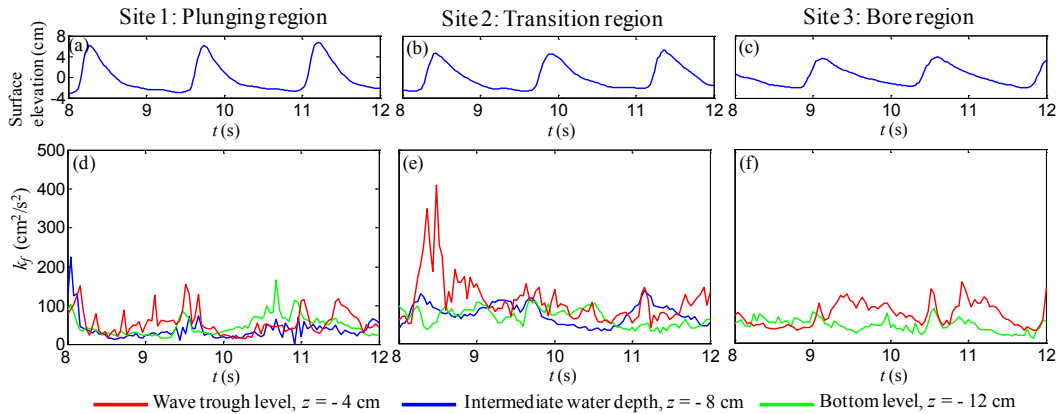 Site 1: Plunging region
Site 2: Transition region
Site 3: Bore region
Surface elevation (cm)
8
4
0
-4
(a)
(b)
(c)
8 9 10 11 12
8 9 10 11 12
8 9 10 11 12
t (s)
t (s)
t (s)
k_f (cm²/s²)
500
400
300
200
100
0
(d)
(e)
(f)
8 9 10 11 12
8 9 10 11 12
8 9 10 11 12
t (s)
t (s)
t (s)
Wave trough level, z = - 4 cm
Intermediate water depth, z = - 8 cm
Bottom level, z = - 12 cm